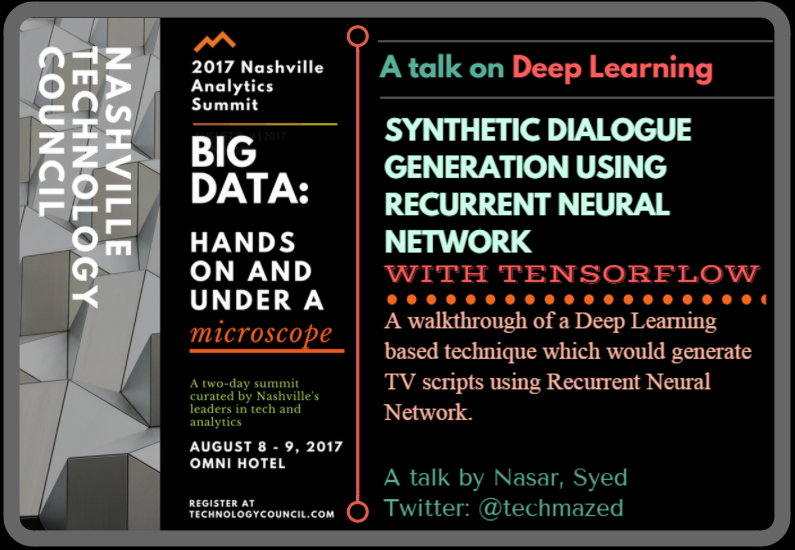 NASHVILLE
TECHNOLOGY
COUNCIL
2017 Nashville
Analytics
Summit
BIG
DATA:
HANDS
ON AND
UNDER A
microscope
A two-day summit
curated by Nashville's
leaders in tech and
analytics
AUGUST 8 - 9, 2017
OMNI HOTEL
REGISTER AT
TECHNOLOGYCOUNCIL.COM
A talk on Deep Learning
SYNTHETIC DIALOGUE
GENERATION USING
RECURRENT NEURAL
NETWORK
WITH TENSORFLOW
A walkthrough of a Deep Learning
based technique which would generate
TV scripts using Recurrent Neural
Network.
A talk by Nasar, Syed
Twitter: @techmazed